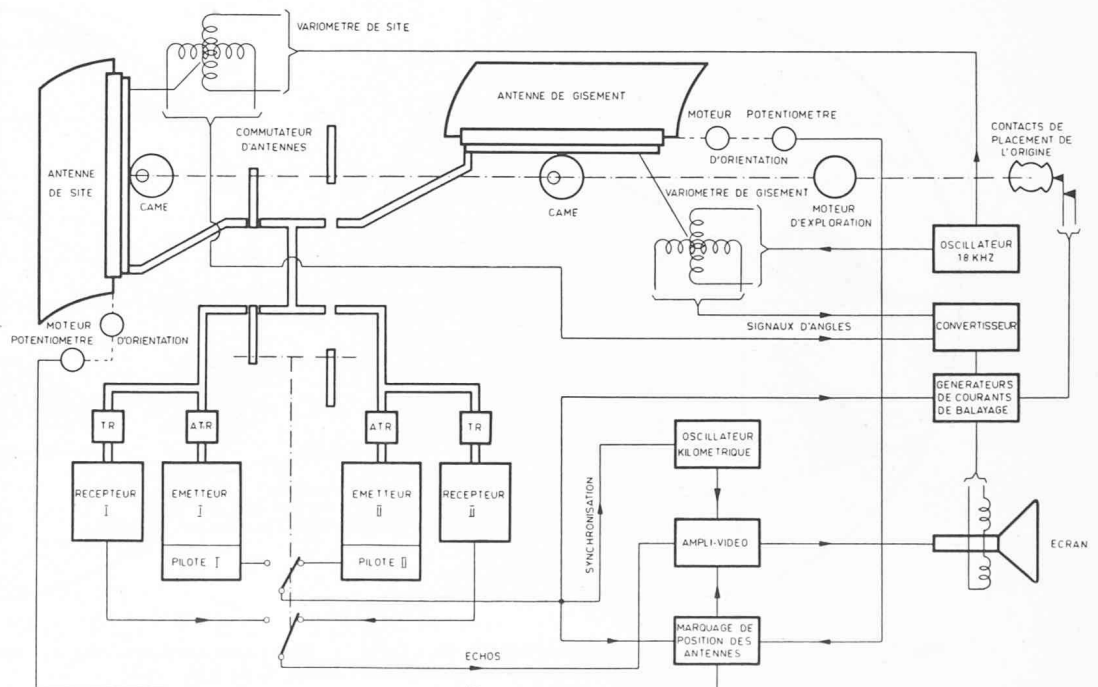 VARIOMETRE DE SITE
ANTENNE DE SITE
CAME
COMMUTATEUR
D'ANTENNES
ANTENNE DE GISEMENT
MOTEUR
POTENTIOMETRE
D'ORIENTATION
CONTACTS DE
PLACEMENT DE
L'ORIGINE
CAME
VARIOMETRE DE GISEMENT
MOTEUR
D'EXPLORATION
OSCILLATEUR
18 KHZ
MOTEUR
POTENTIOMETRE
D'ORIENTATION
SIGNAUX D'ANGLES
CONVERTISSEUR
GENERATEURS
DE COURANTS
DE BALAYAGE
T.R
A.T.R
A.T.R
T.R
RECEPTEUR
I
EMETTEUR
I
EMETTEUR
II
RECEPTEUR
II
PILOTE I
PILOTE II
SYNCHRONISATION
OSCILLATEUR
KILOMETRIQUE
AMPLI-VIDEO
ECRAN
MARQUAGE DE
POSITION DES
ANTENNES
ECHOS